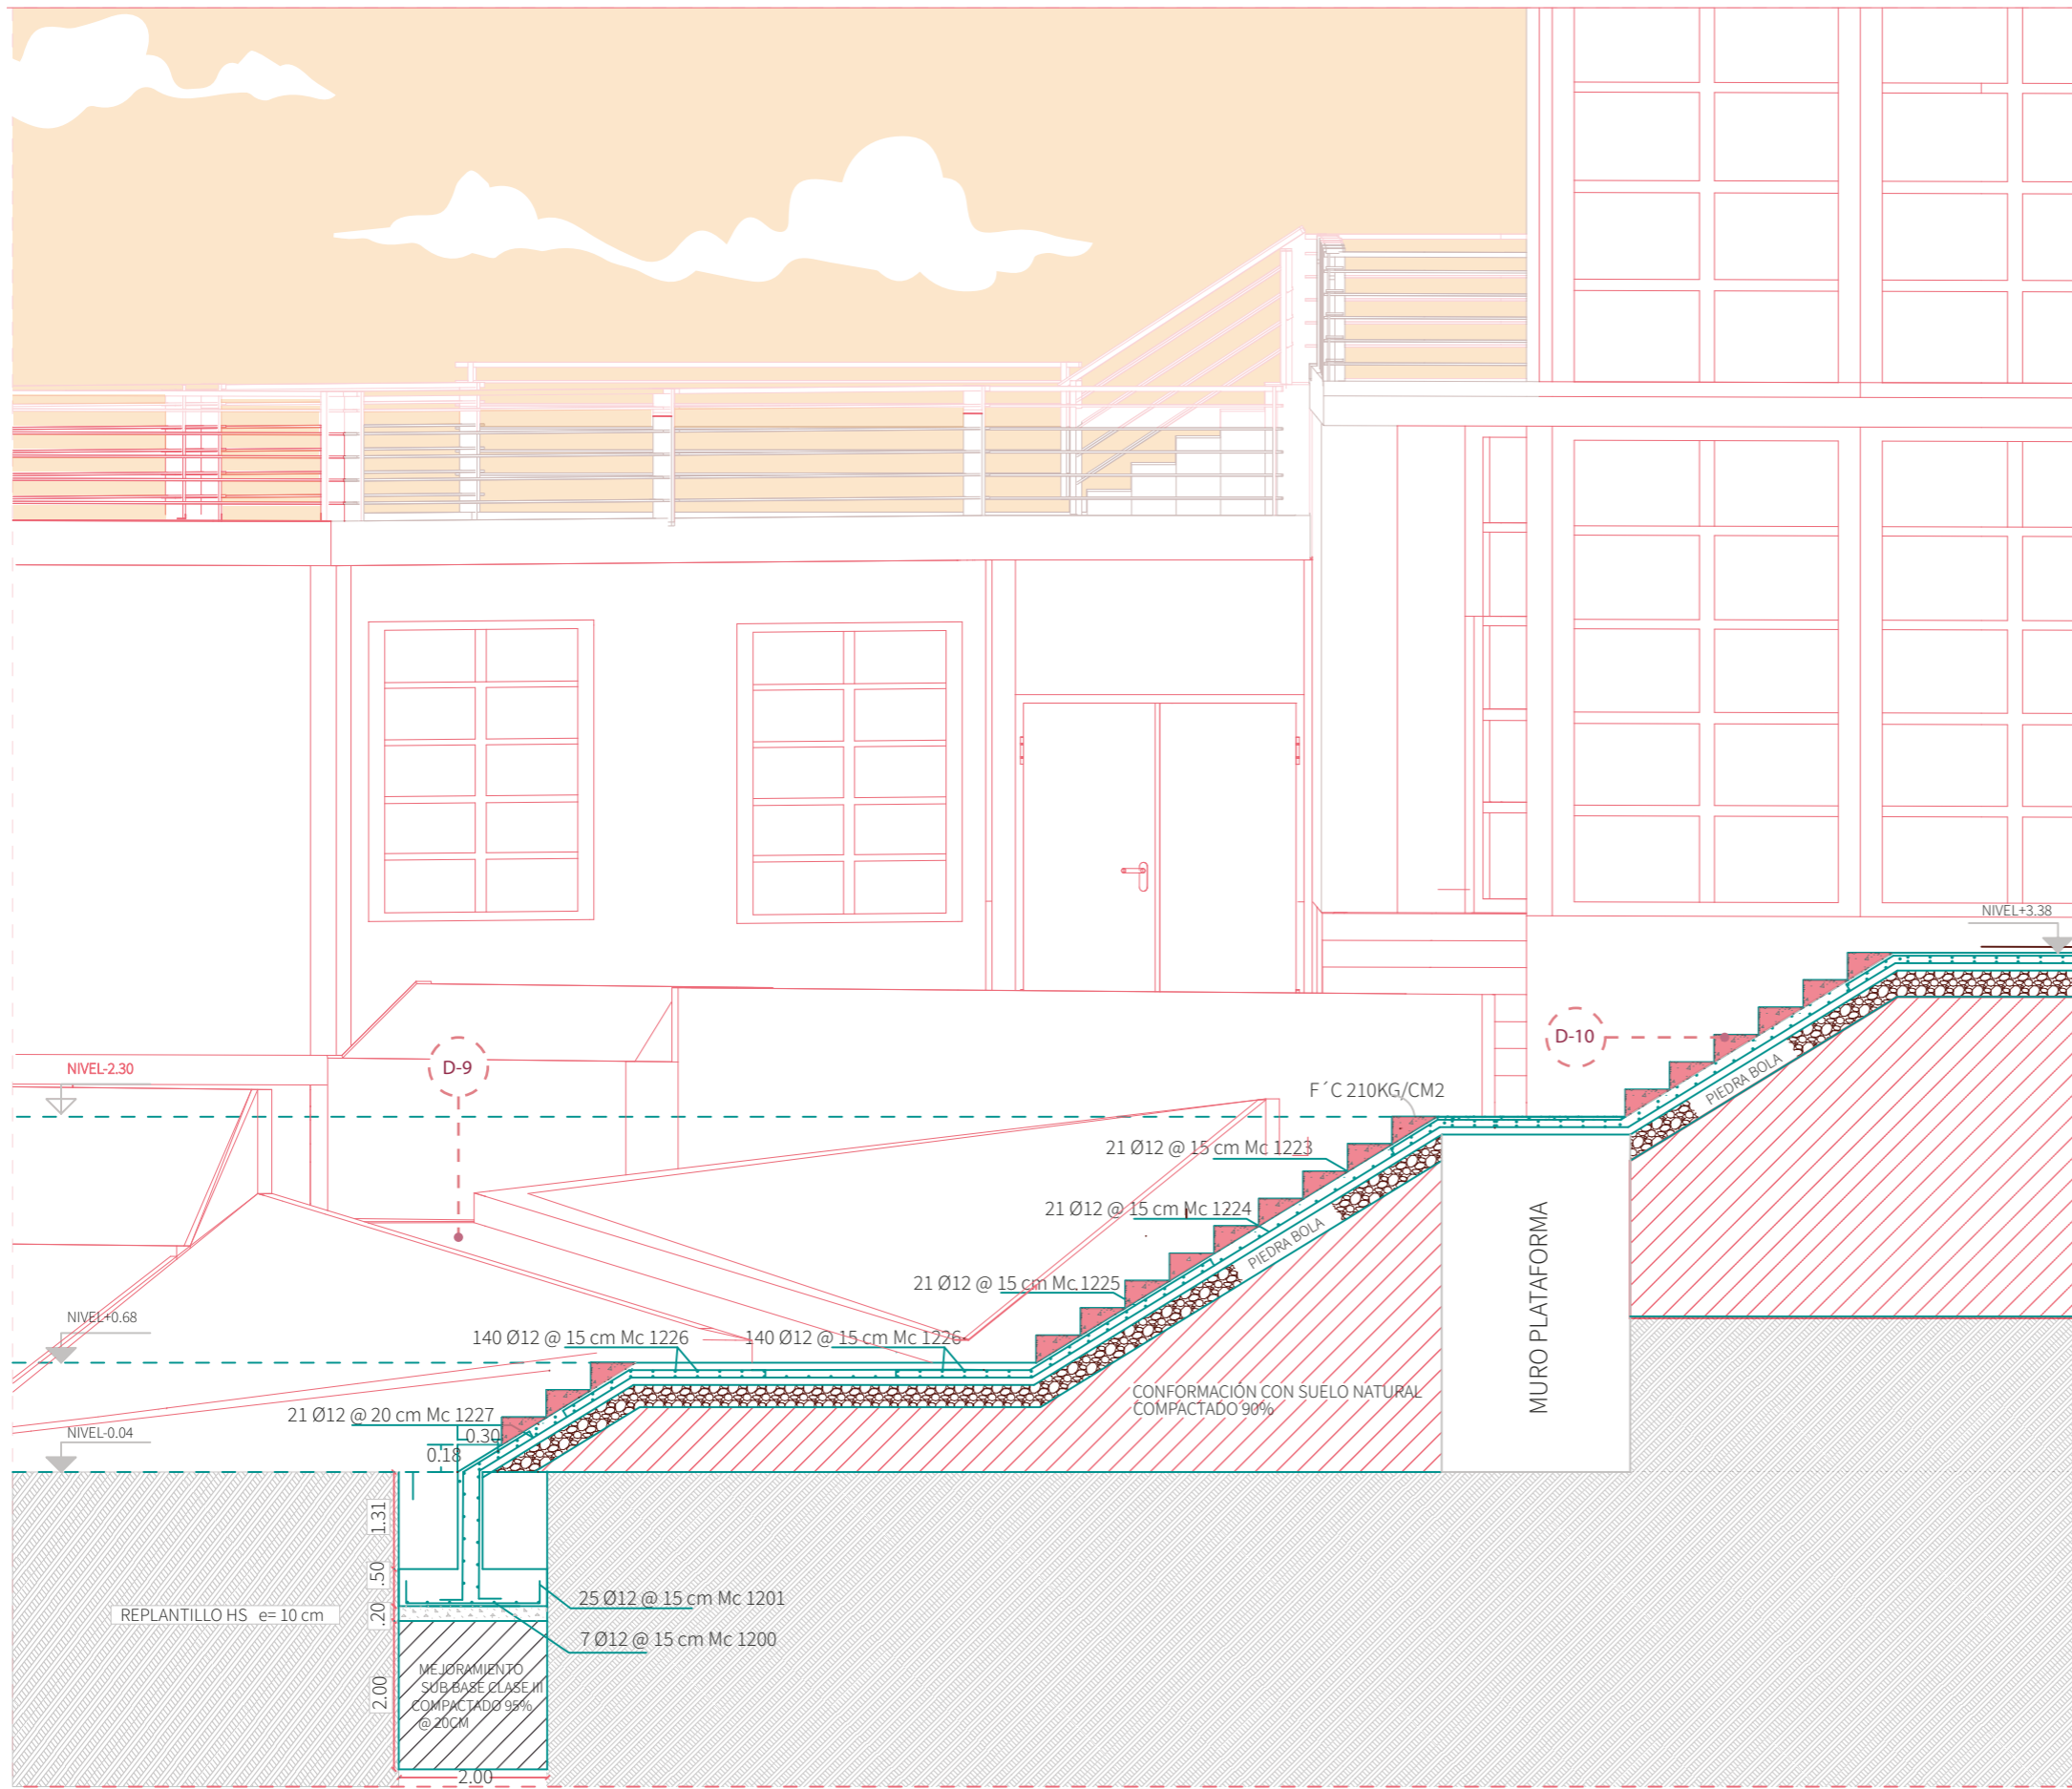 NIVEL+3.38
D-10
NIVEL-2.30
D-9
PIEDRA BOLA
F´C 210KG/CM2
21 Ø12 @ 15 cm Mc 1223
21 Ø12 @ 15 cm Mc 1224
PIEDRA BOLA
MURO PLATAFORMA
21 Ø12 @ 15 cm Mc 1225
NIVEL+0.68
140 Ø12 @ 15 cm Mc 1226
140 Ø12 @ 15 cm Mc 1226
CONFORMACIÓN CON SUELO NATURAL
COMPACTADO 90%
21 Ø12 @ 20 cm Mc 1227
NIVEL-0.04
0.30
0.18
1.31
.50
25 Ø12 @ 15 cm Mc 1201
.20
REPLANTILLO HS e= 10 cm
7 Ø12 @ 15 cm Mc 1200
MEJORAMIENTO
SUB BASE CLASE III
COMPACTADO 95%
@ 20CM
2.00
2.00